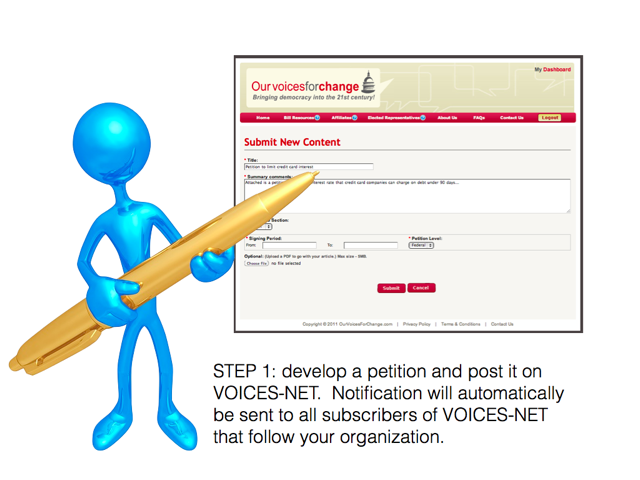 My Dashboard
Ourvoicesforchange
Bringing democracy into the 21st century!
Home Bill Resources Affiliates Elected Representatives About Us FAQs Contact Us Logout
Submit New Content
* Title:
Petition to limit credit card interest
* Summary comments:
Attached is a peti interest rate that credit card companies can charge on debt under 90 days...
Section:
* Signing Period: * Petition Level:
From: To: Federal
Optional: (Upload a PDF to go with your article.) Max size - 5MB
Choose File no file selected
Submit Cancel
Copyright © 2011 OurVoicesForChange.com | Privacy Policy | Terms & Conditions | Contact Us
STEP 1: develop a petition and post it on
VOICES-NET. Notification will automatically
be sent to all subscribers of VOICES-NET
that follow your organization.